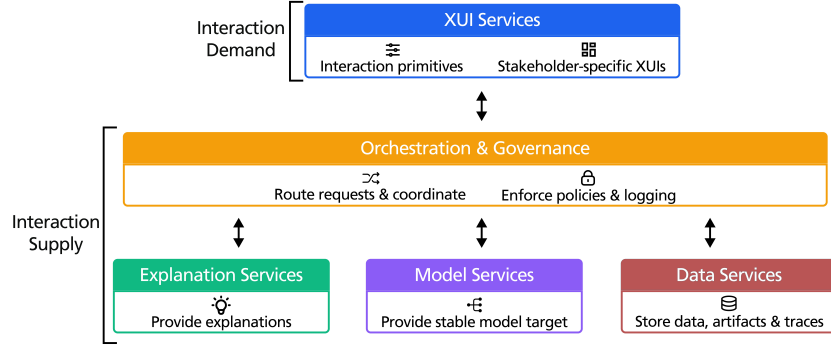 Interaction
Demand
XUI Services
Interaction primitives
Stakeholder-specific XUIs
Orchestration & Governance
Route requests & coordinate
Enforce policies & logging
Interaction
Supply
Explanation Services
Provide explanations
Model Services
Provide stable model target
Data Services
Store data, artifacts & traces